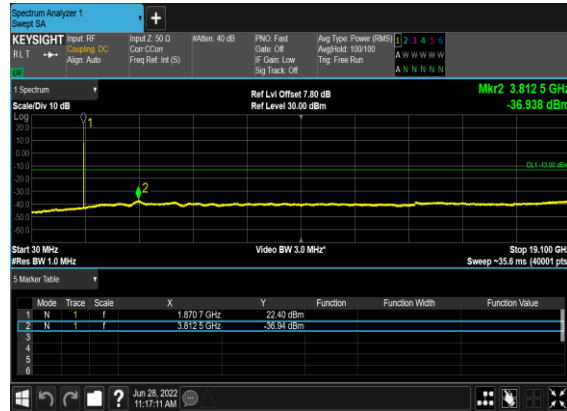 Spectrum Analyzer 1
Swept SA
+
KEYSIGHT Input: RF Input Z: 50 Ω #Atten: 40 dB PNO: Fast Avg Type: Power (RMS) 1 2 3 4 5 6
RLT Coupling: DC Corr CCorr Gate: Off Avg|Hold: 100/100 A W W W W W
Align: Auto Freq Ref: Int (S) IF Gain: Low Trig: Free Run
Sig Track: Off A N N N N N
1 Spectrum Ref Lvl Offset 7.80 dB Mkr2 3.812 5 GHz
Scale/Div 10 dB Ref Level 30.00 dBm -36.938 dBm
Log
20.0
10.0
0.00
-10.0
-20.0
-30.0
-40.0
-50.0
-60.0
1
2
DL1 -13.00 dBm
Start 30 MHz Video BW 3.0 MHz* Stop 19.100 GHz
#Res BW 1.0 MHz Sweep ~35.6 ms (40001 pts)
5 Marker Table
Mode Trace Scale X Y Function Function Width Function Value
1 N 1 f 1.870 7 GHz 22.40 dBm
2 N 1 f 3.812 5 GHz -36.94 dBm
3
4
5
6
? Jun 28, 2022
11:17:11 AM